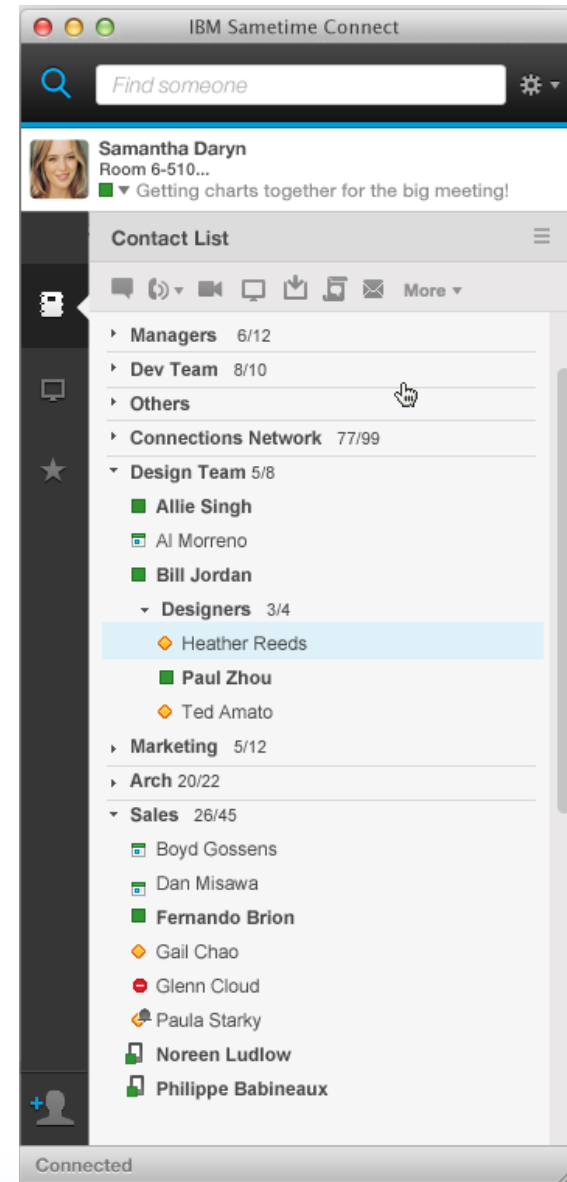 IBM Sametime Connect
Find someone
Samantha Daryn
Room 6-510...
Getting charts together for the big meeting!
Contact List
More
Managers 6/12
Dev Team 8/10
Others
Connections Network 77/99
Design Team 5/8
Allie Singh
Al Morreno
Bill Jordan
Designers 3/4
Heather Reeds
Paul Zhou
Ted Amato
Marketing 5/12
Arch 20/22
Sales 26/45
Boyd Gossens
Dan Misawa
Fernando Brion
Gail Chao
Glenn Cloud
Paula Starky
Noreen Ludlow
Philippe Babineaux
Connected